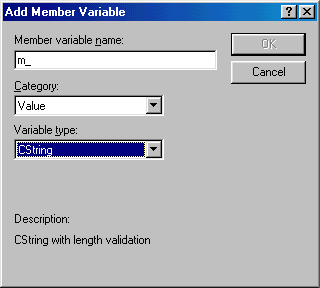 Add Member Variable
Member variable name:
m_
OK
Cancel
Category:
Value
Variable type:
CString
Description:
CString with length validation